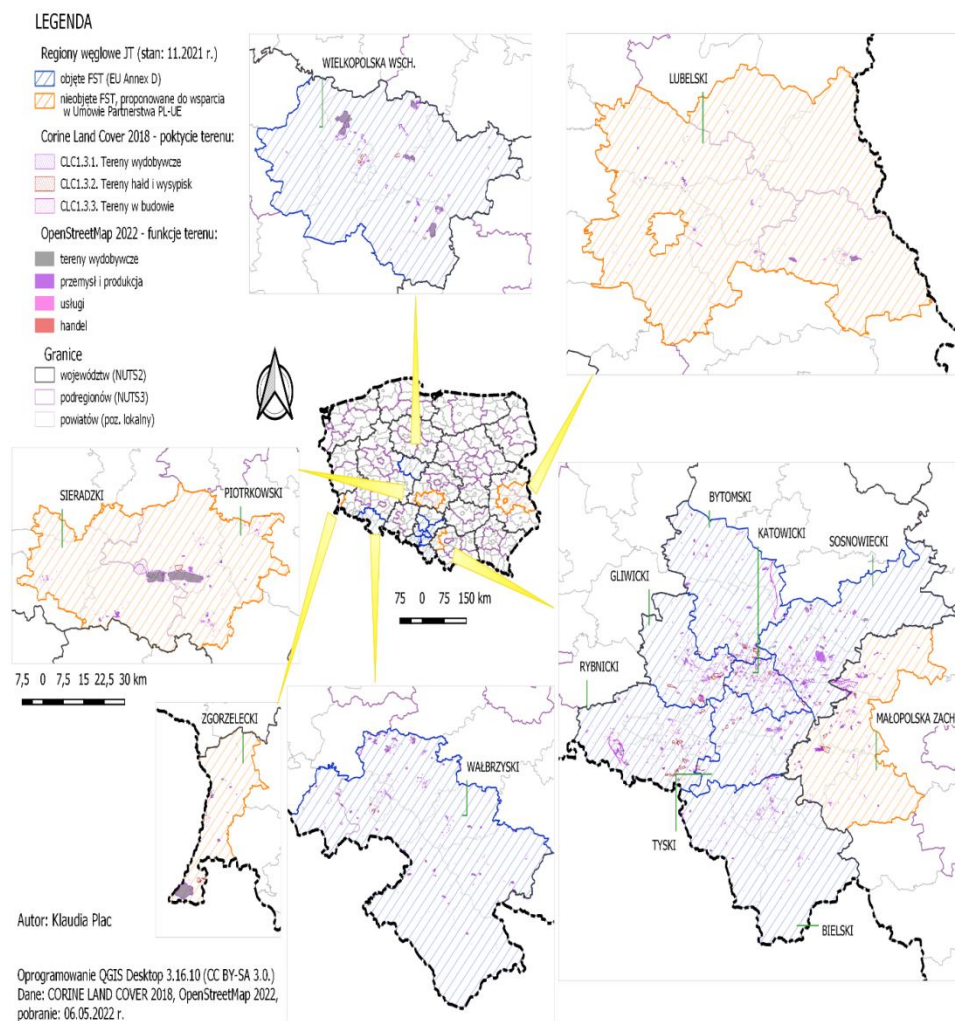 LEGENDA
Regiony węglowe JT (stan: 11.2021 r.)
objęte FST (EU Annex D)
nieobjęte FST, proponowane do wsparcia
w Umowie Partnerstwa PL-UE
Corine Land Cover 2018 - poktycie terenu:
CLC1.3.1. Tereny wydobywcze
CLC1.3.2. Tereny hałd i wysypisk
CLC1.3.3. Tereny w budowie
OpenStreetMap 2022 - funkcje terenu:
tereny wydobywcze
przemysł i produkcja
usługi
handel
Granice
województw (NUTS2)
podregionów (NUTS3)
powiatów (poz. lokalny)
WIELKOPOLSKA WSCH.
LUBELSKI
SIERADZKI
PIOTRKOWSKI
7,5 0 7,5 15 22,5 30 km
75 0 75 150 km
BYTOMSKI
KATOWICKI
SOSNOWIECKI
GLIWICKI
RYBNICKI
MAŁOPOLSKA ZACH
TYSKI
BIELSKI
ZGORZELECKI
WAŁBRZYSKI
Autor: Klaudia Plac
Oprogramowanie QGIS Desktop 3.16.10 (CC BY-SA 3.0.)
Dane: CORINE LAND COVER 2018, OpenStreetMap 2022,
pobranie: 06.05.2022 r.